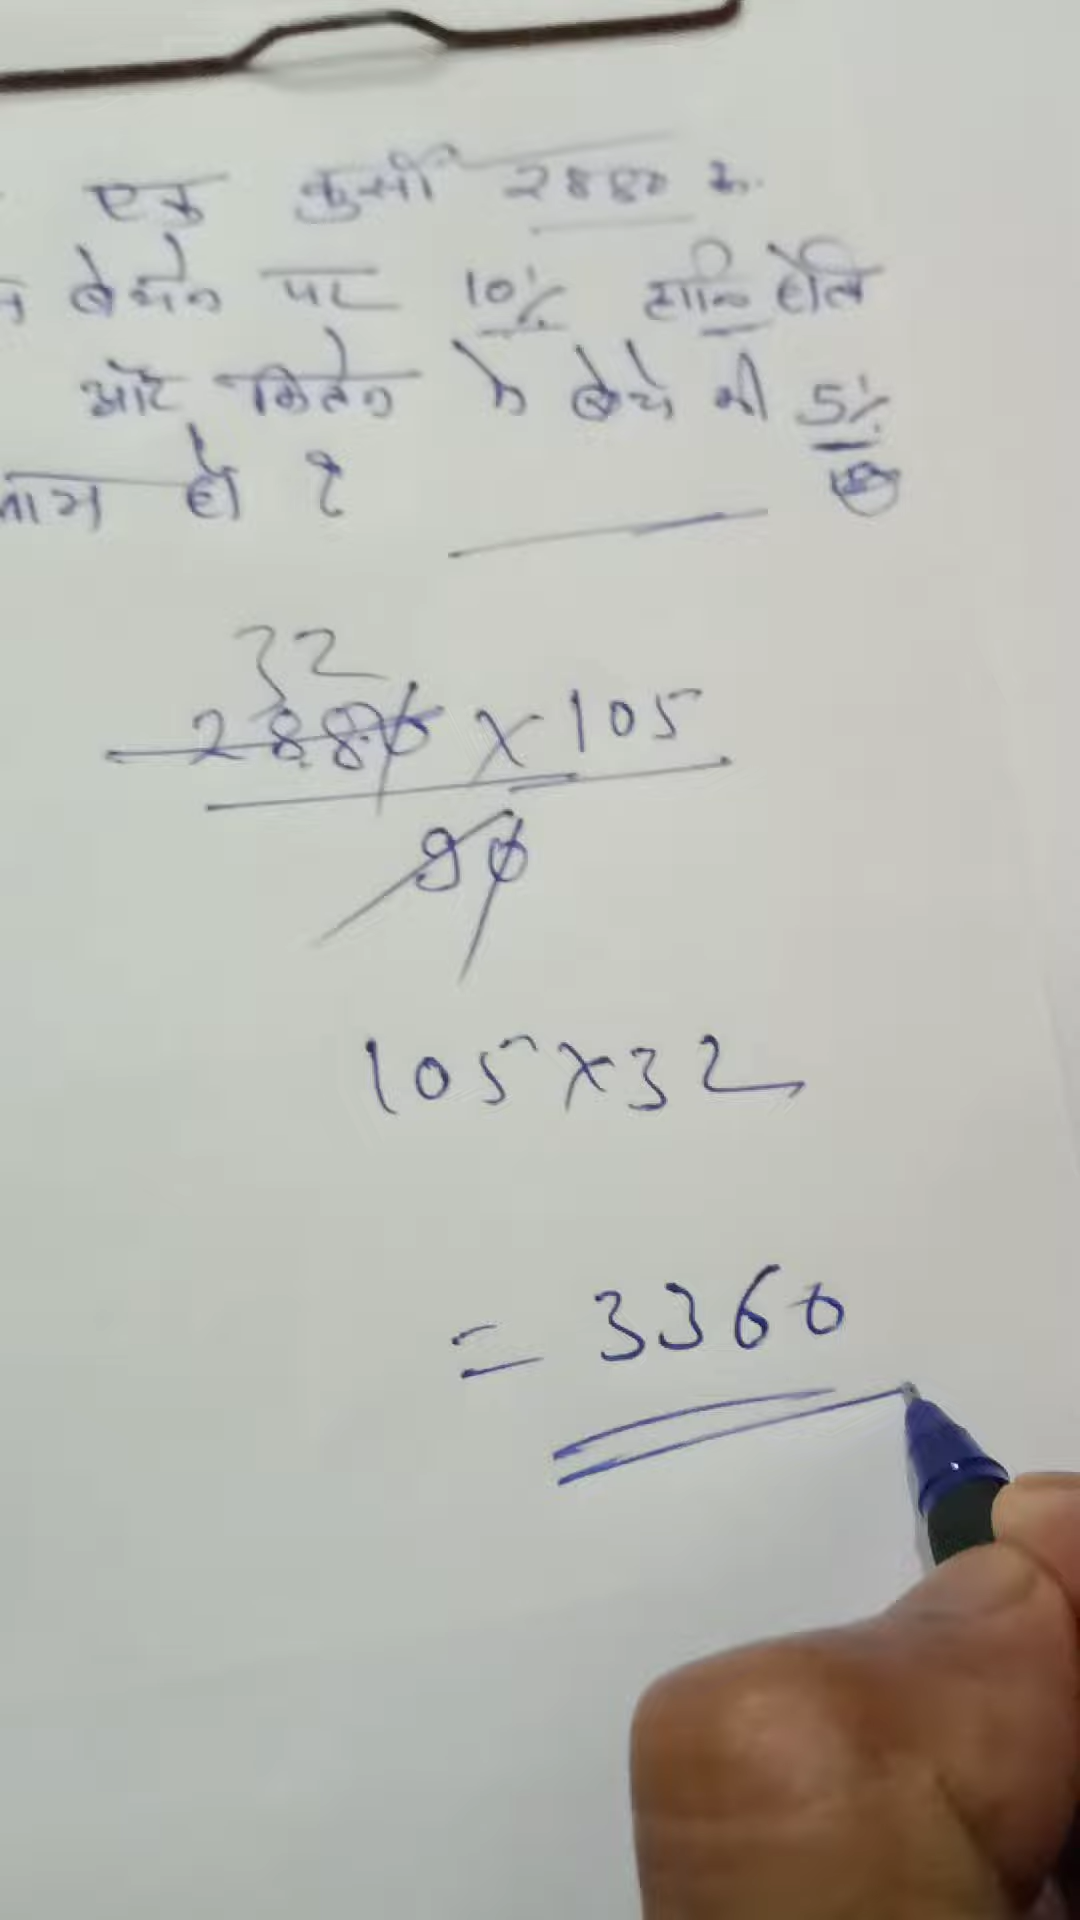 एक कुर्सी 2880 रू.
बेचने पर 10% हानि होती
और कितने के बेचे की 5%
लाभ हो ?
32
2880 × 105
90
105 × 32
= 3360